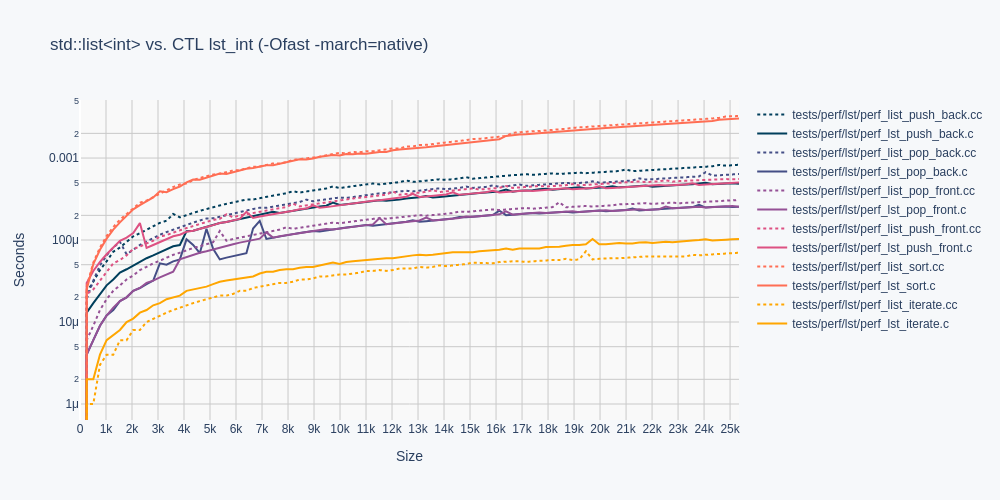 std::list<int> vs. CTL lst_int (-Ofast -march=native)
5
2
0.001
5
2
100μ
5
2
10μ
5
2
1μ
Seconds
0 1k 2k 3k 4k 5k 6k 7k 8k 9k 10k 11k 12k 13k 14k 15k 16k 17k 18k 19k 20k 21k 22k 23k 24k 25k
Size
tests/perf/lst/perf_list_push_back.cc
tests/perf/lst/perf_lst_push_back.c
tests/perf/lst/perf_list_pop_back.cc
tests/perf/lst/perf_lst_pop_back.c
tests/perf/lst/perf_list_pop_front.cc
tests/perf/lst/perf_lst_pop_front.c
tests/perf/lst/perf_list_push_front.cc
tests/perf/lst/perf_lst_push_front.c
tests/perf/lst/perf_list_sort.cc
tests/perf/lst/perf_lst_sort.c
tests/perf/lst/perf_list_iterate.cc
tests/perf/lst/perf_lst_iterate.c